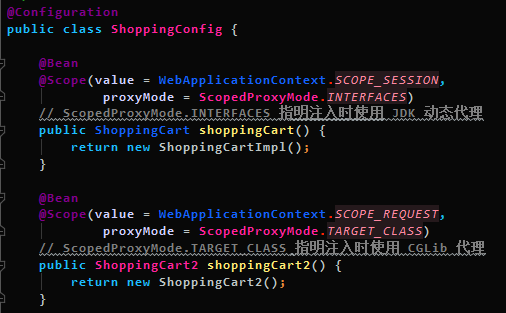 @Configuration
public class ShoppingConfig {
@Bean
@Scope(value = WebApplicationContext.SCOPE_SESSION,
proxyMode = ScopedProxyMode.INTERFACES)
// ScopedProxyMode.INTERFACES 指明注入时使用 JDK 动态代理
public ShoppingCart shoppingCart() {
return new ShoppingCartImpl();
}
@Bean
@Scope(value = WebApplicationContext.SCOPE_REQUEST,
proxyMode = ScopedProxyMode.TARGET_CLASS)
// ScopedProxyMode.TARGET_CLASS 指明注入时使用 CGLib 代理
public ShoppingCart2 shoppingCart2() {
return new ShoppingCart2();
}